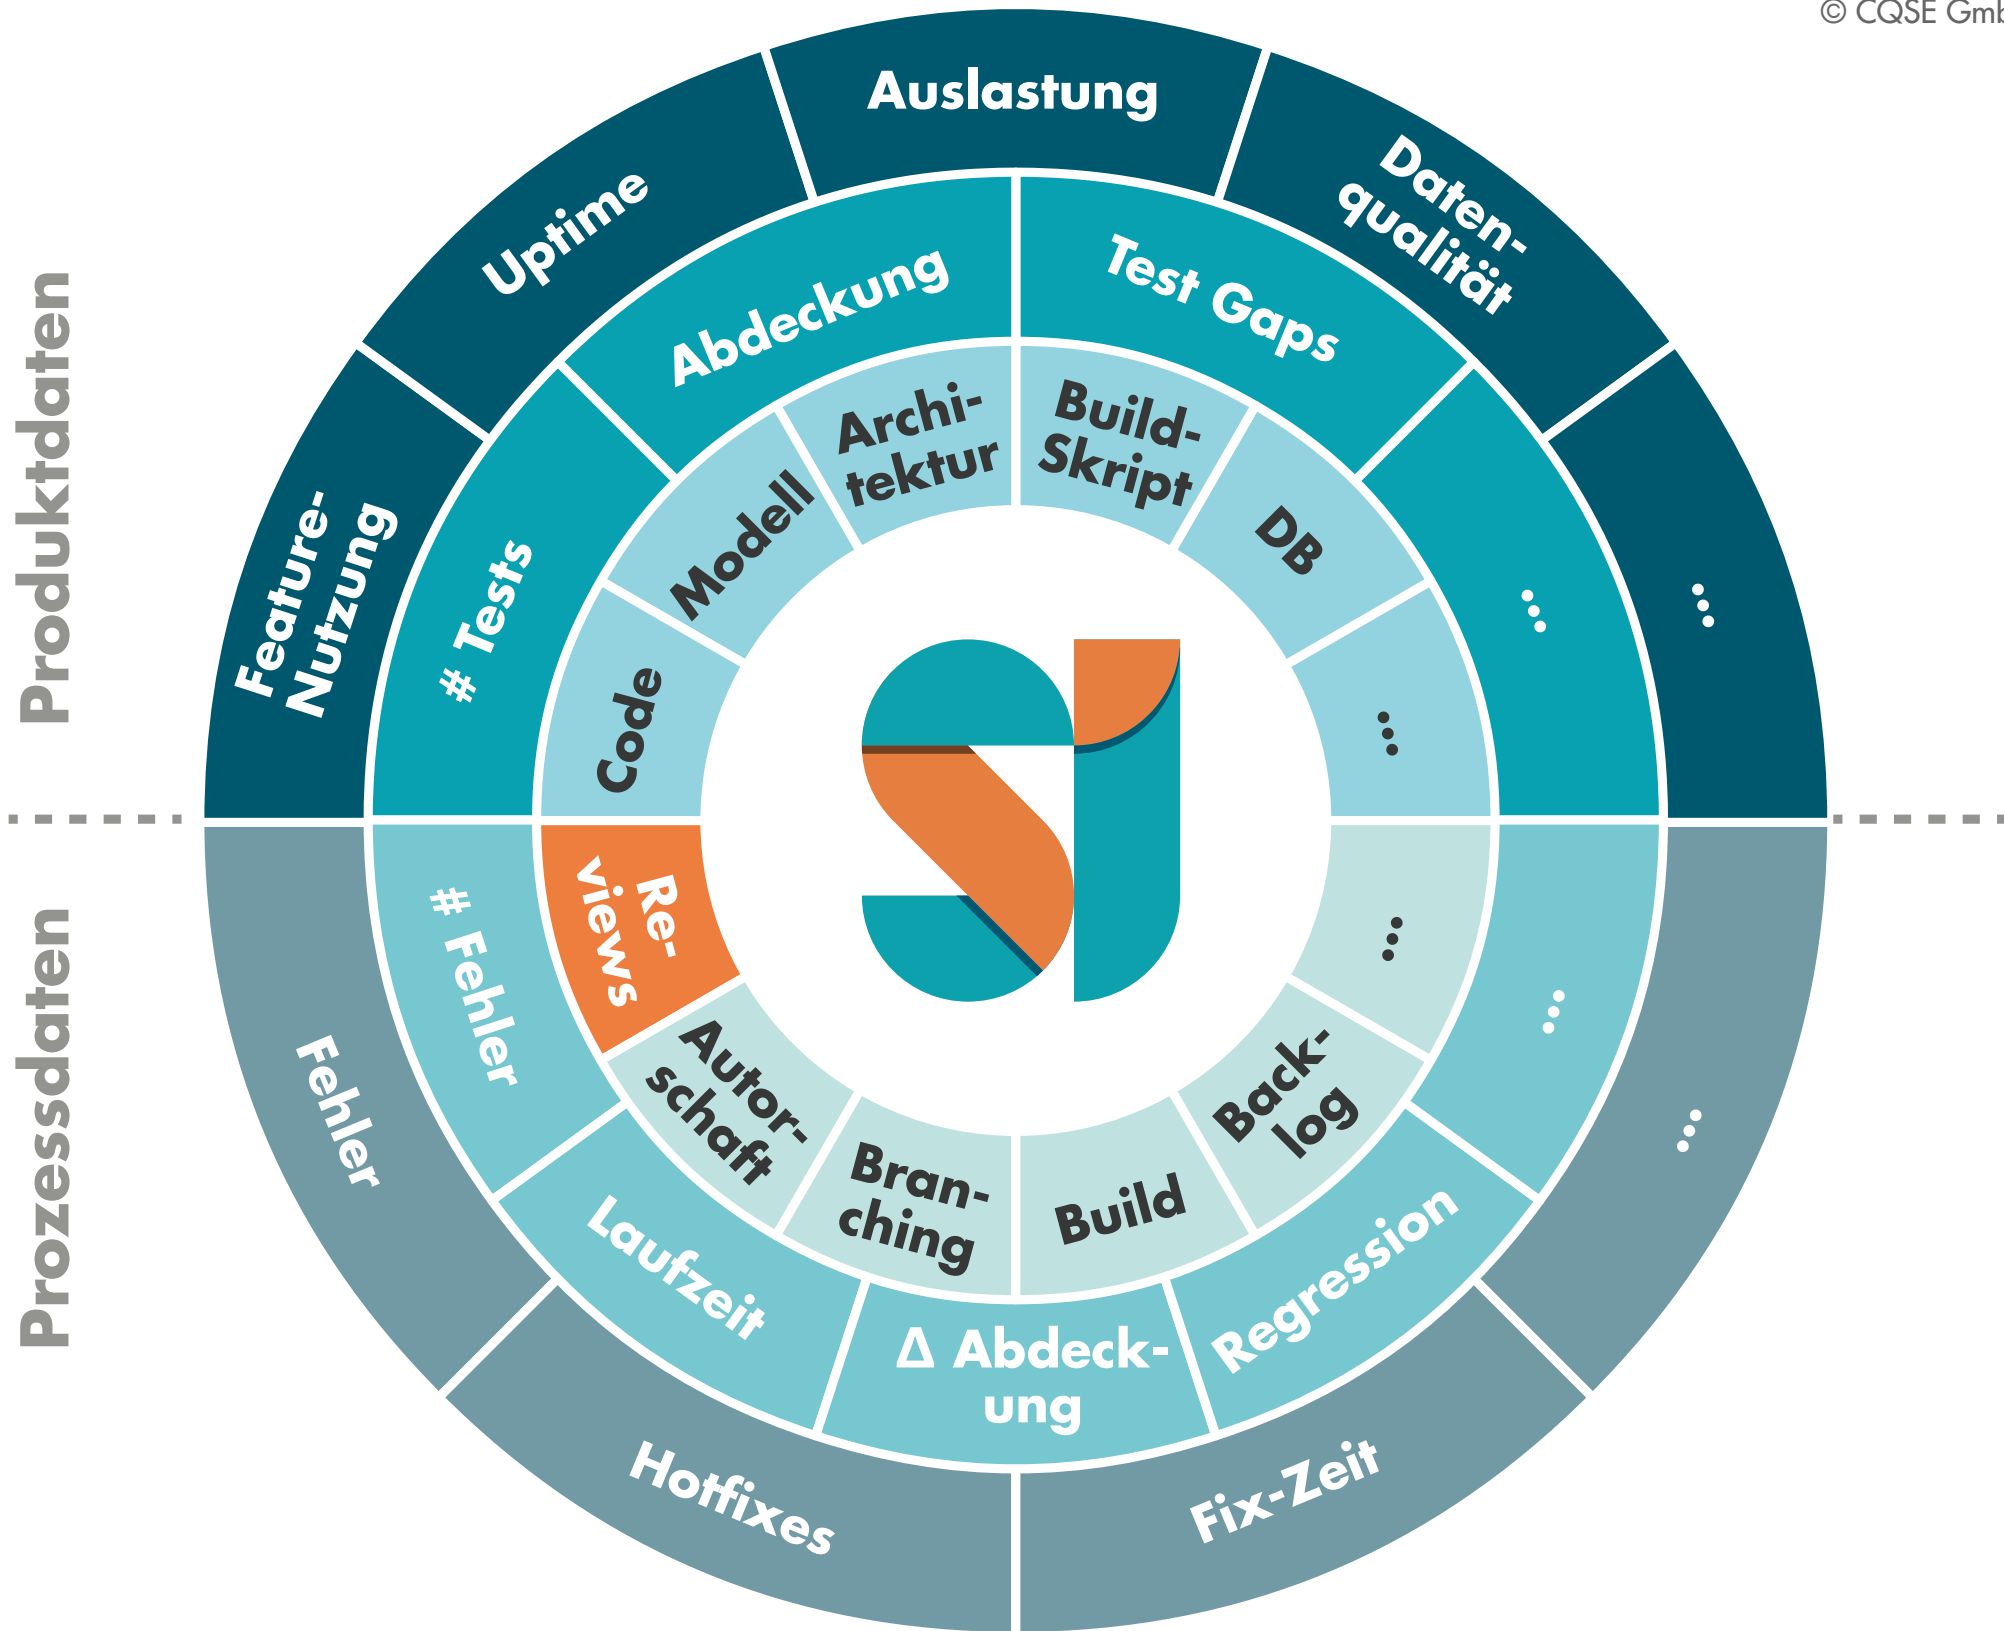 © CQSE Gmb
Produktdaten
Feature-
Nutzung
Uptime
Auslastung
Daten-
qualität
...
# Tests
Abdeckung
Test Gaps
...
Code
Modell
Archi-
tektur
Build-
Skript
DB
...
Prozessdaten
Re-
views
Autor-
schaft
Bran-
ching
Build
Back-
log
...
# Fehler
Laufzeit
Δ Abdeck-
ung
Regression
...
Fehler
Hotfixes
Fix-Zeit
...